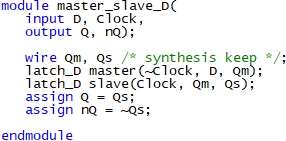 module master_slave_D(
input D, Clock,
output Q, nQ);
wire Qm, Qs /* synthesis keep */;
latch_D master(~Clock, D, Qm);
latch_D slave(Clock, Qm, Qs);
assign Q = Qs;
assign nQ = ~Qs;
endmodule